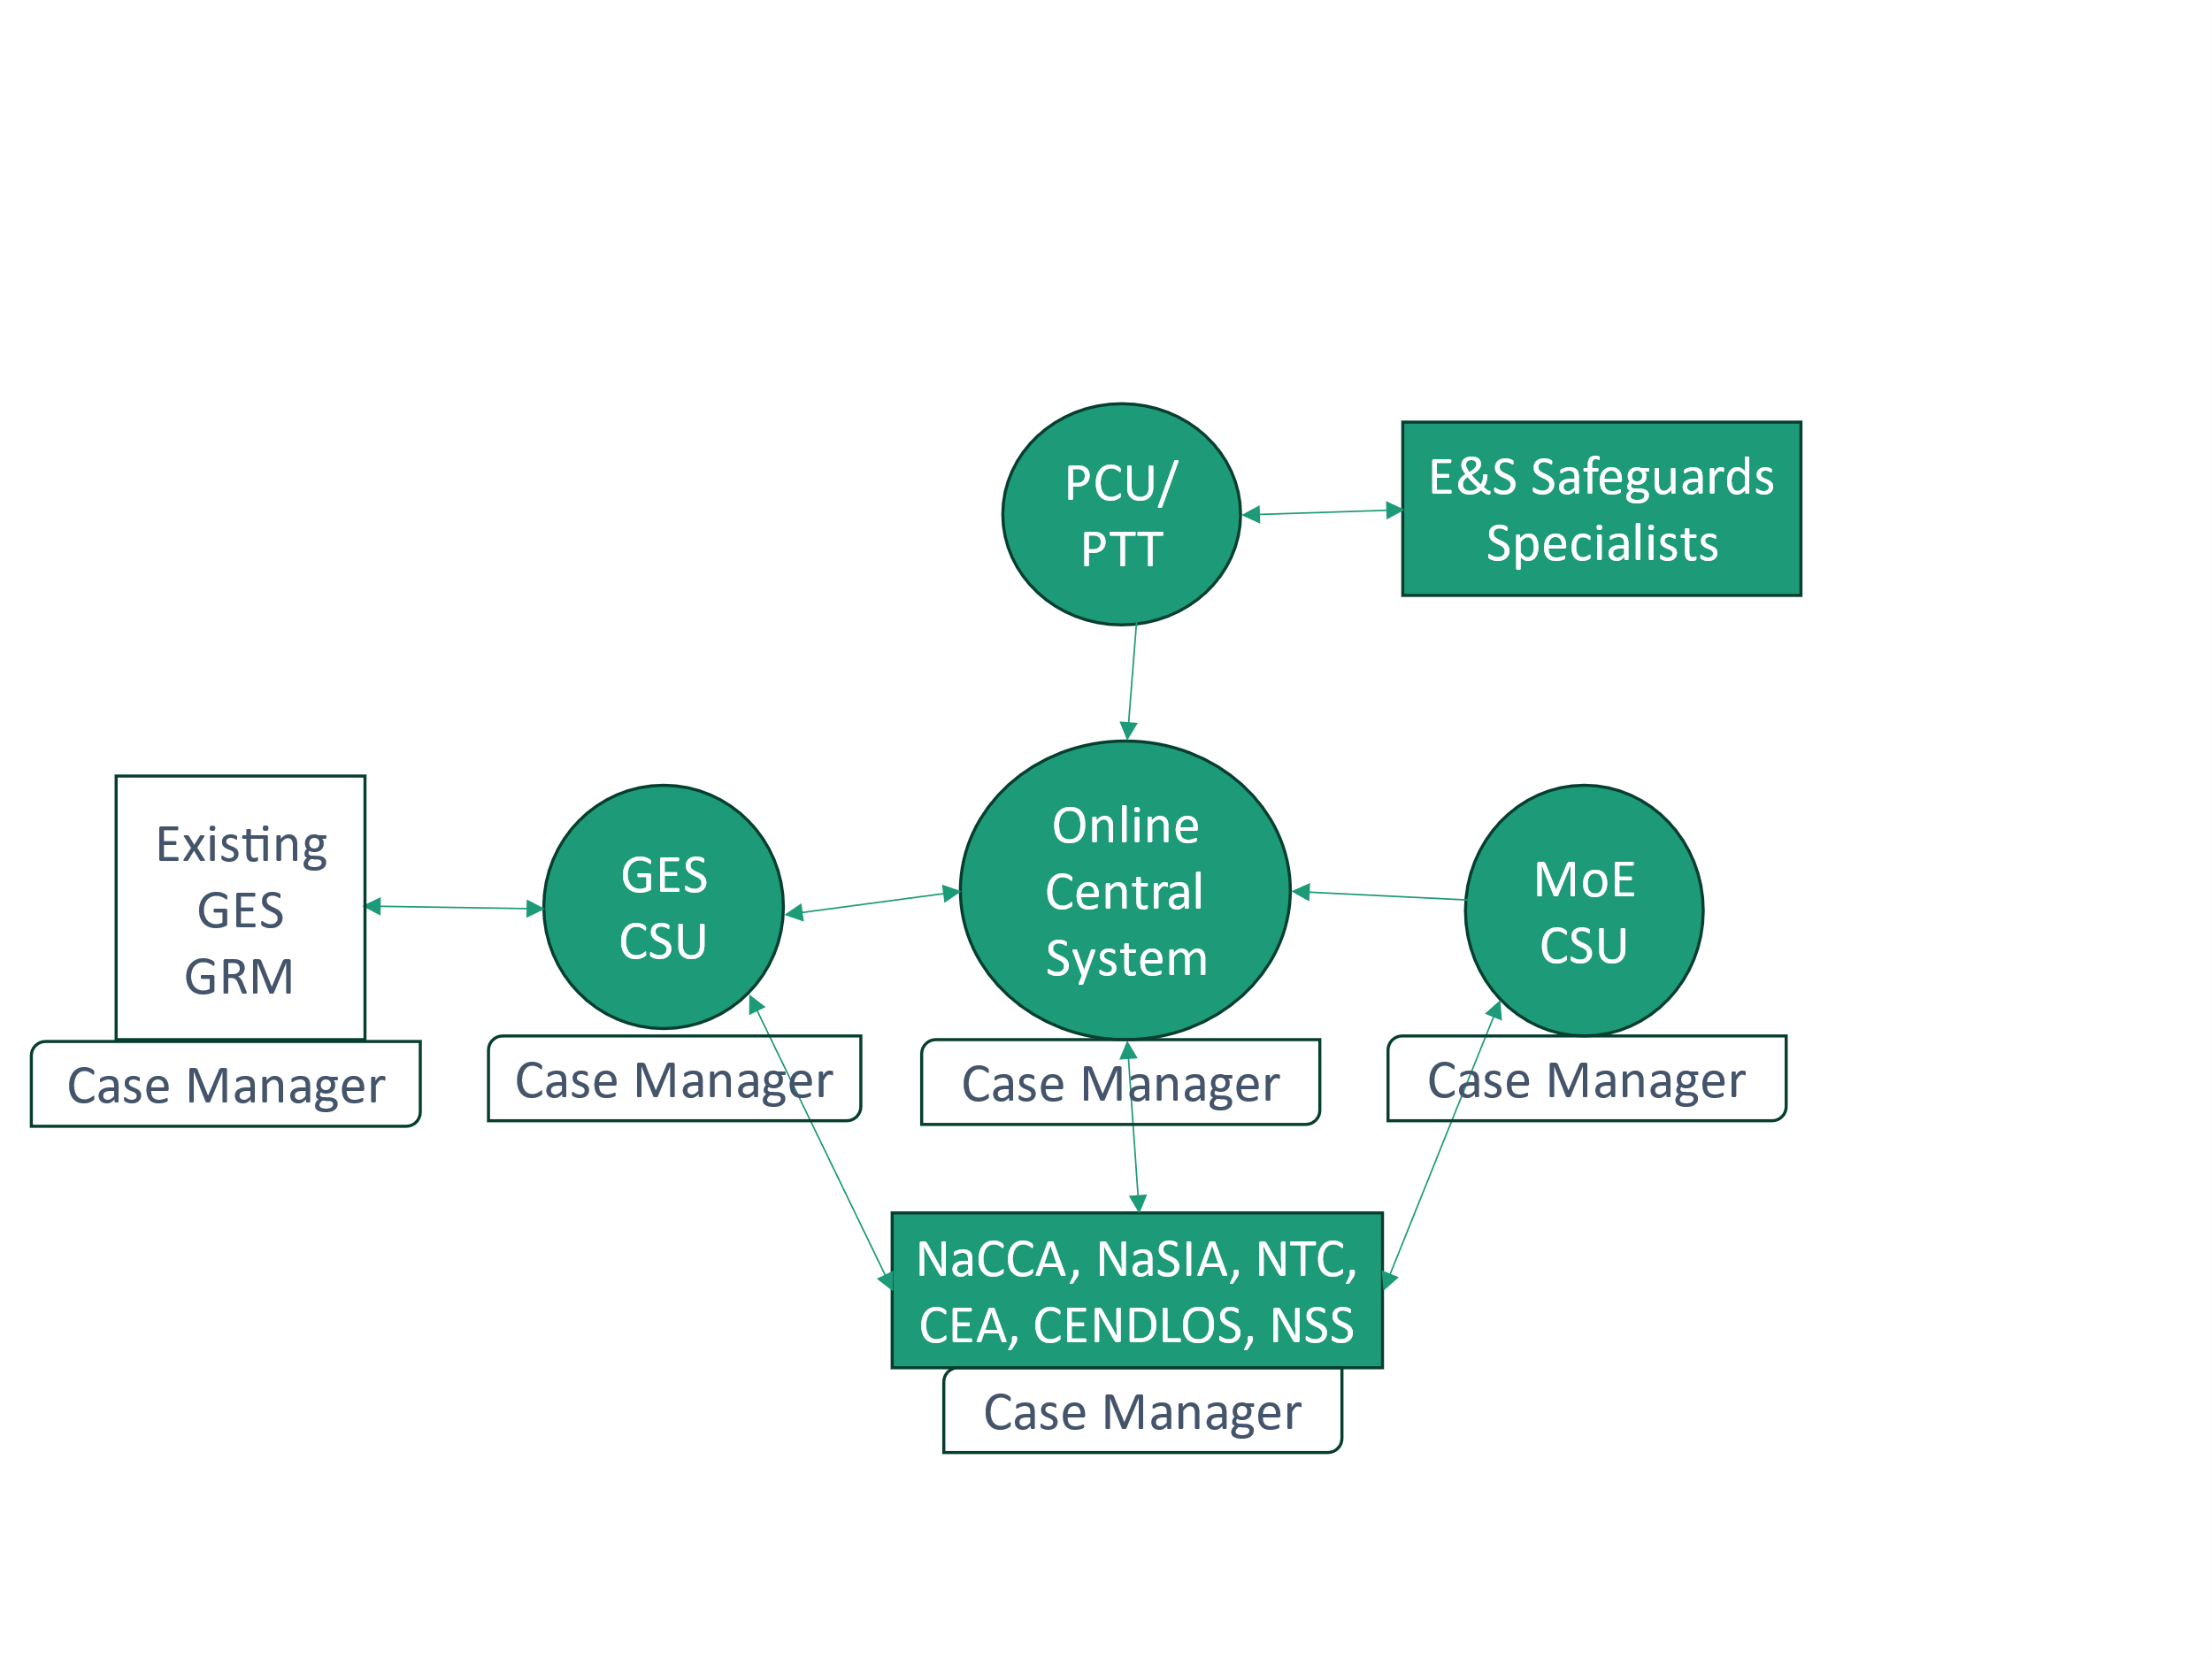 PCU/
PTT
E&S Safeguards
Specialists
Existing
GES
GRM
Case Manager
GES
CSU
Case Manager
Online
Central
System
Case Manager
MoE
CSU
Case Manager
NaCCA, NaSIA, NTC,
CEA, CENDLOS, NSS
Case Manager